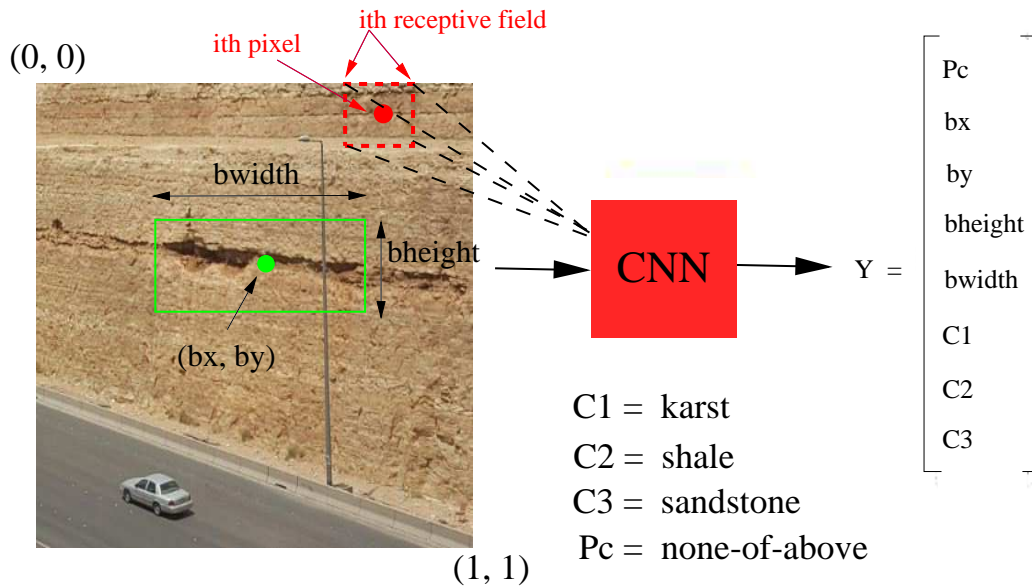 ith receptive field
ith pixel
(0, 0)
bwidth
bheight
(bx, by)
(1, 1)
CNN
Y =
Pc
bx
by
bheight
bwidth
C1
C2
C3
C1 = karst
C2 = shale
C3 = sandstone
Pc = none-of-above